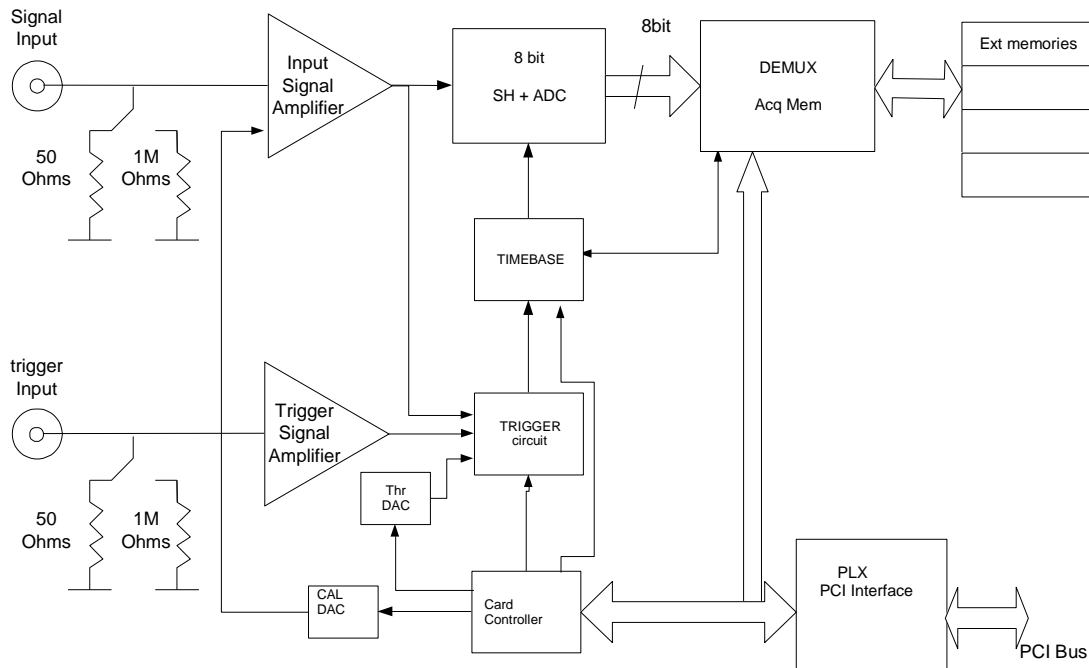 Signal
Input
Input
Signal
Amplifier
8 bit
SH + ADC
8bit
DEMUX
Acq Mem
Ext memories
50
Ohms
1M
Ohms
TIMEBASE
trigger
Input
Trigger
Signal
Amplifier
TRIGGER
circuit
Thr
DAC
50
Ohms
1M
Ohms
CAL
DAC
Card
Controller
PLX
PCI Interface
PCI Bus